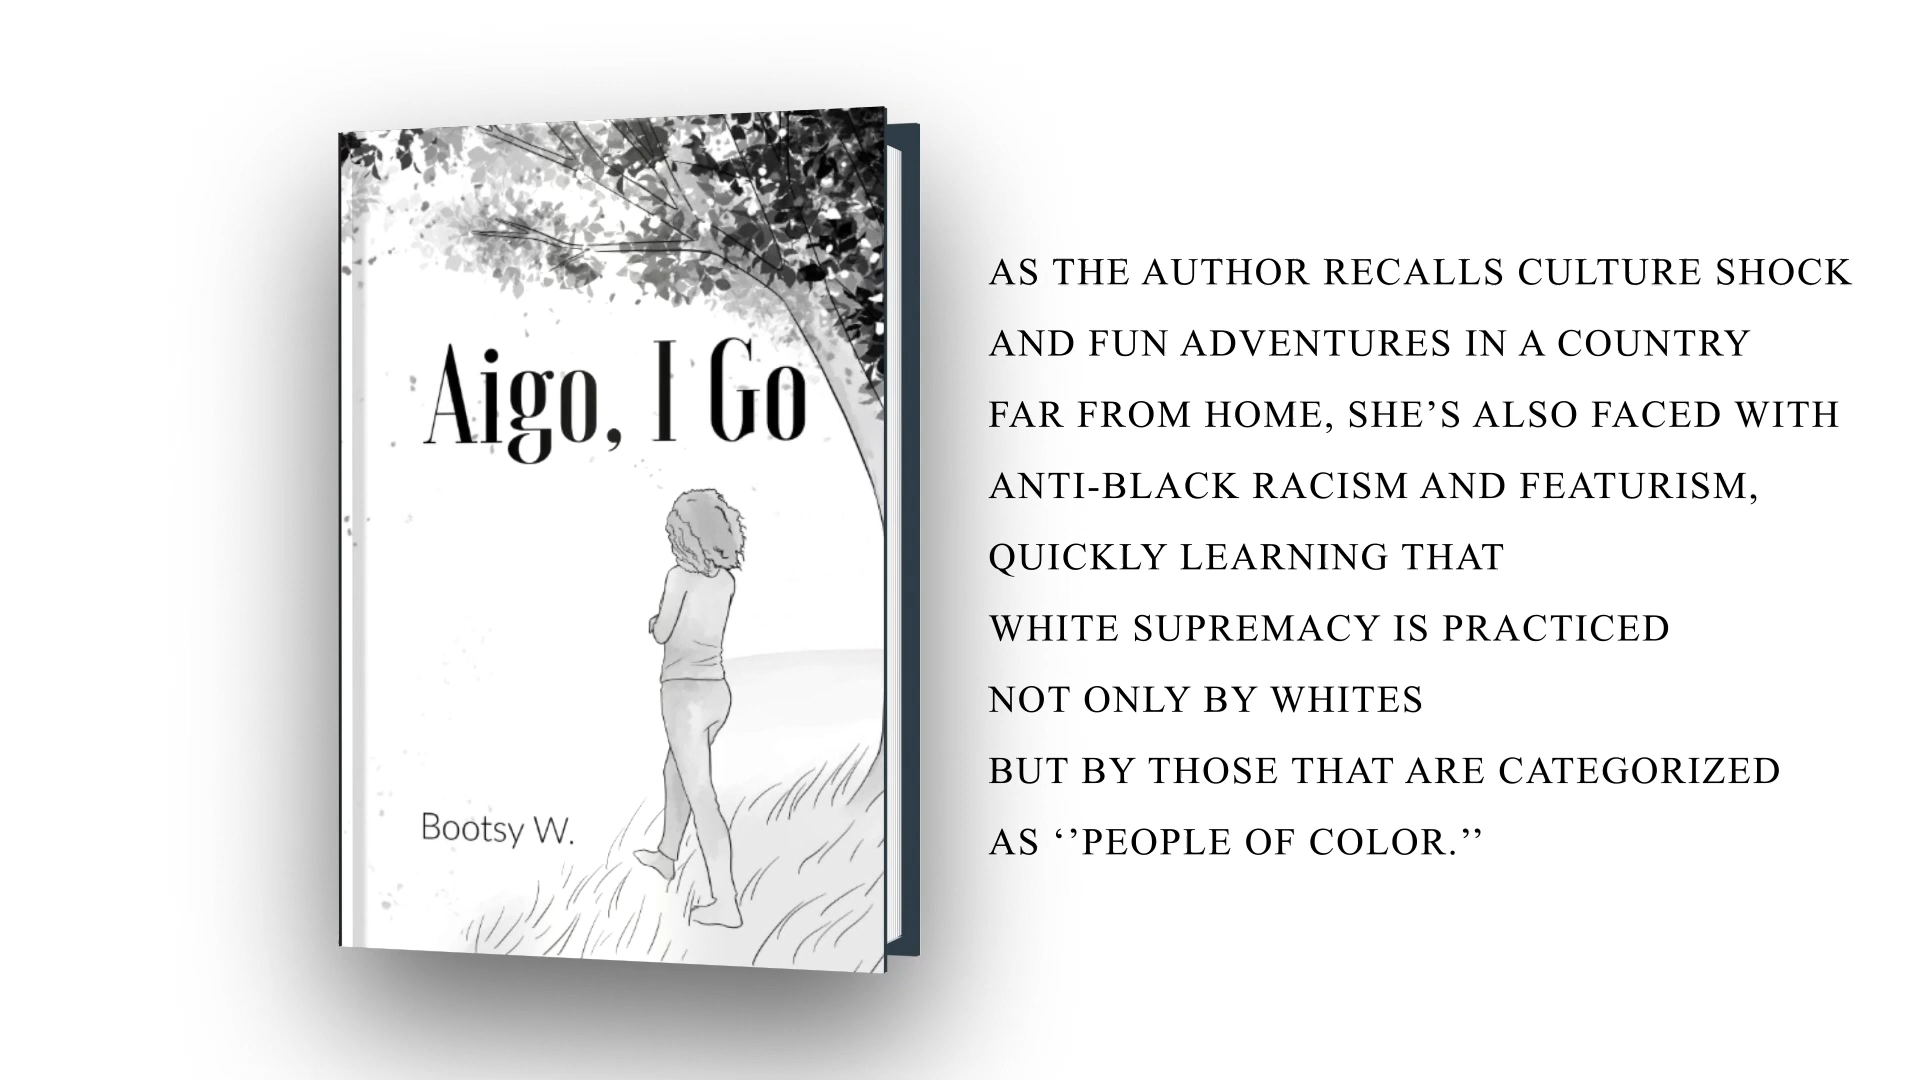 Aigo, I Go
Bootsy W.
AS THE AUTHOR RECALLS CULTURE SHOCK
AND FUN ADVENTURES IN A COUNTRY
FAR FROM HOME, SHE’S ALSO FACED WITH
ANTI-BLACK RACISM AND FEATURISM,
QUICKLY LEARNING THAT
WHITE SUPREMACY IS PRACTICED
NOT ONLY BY WHITES
BUT BY THOSE THAT ARE CATEGORIZED
AS ‘’PEOPLE OF COLOR.’’